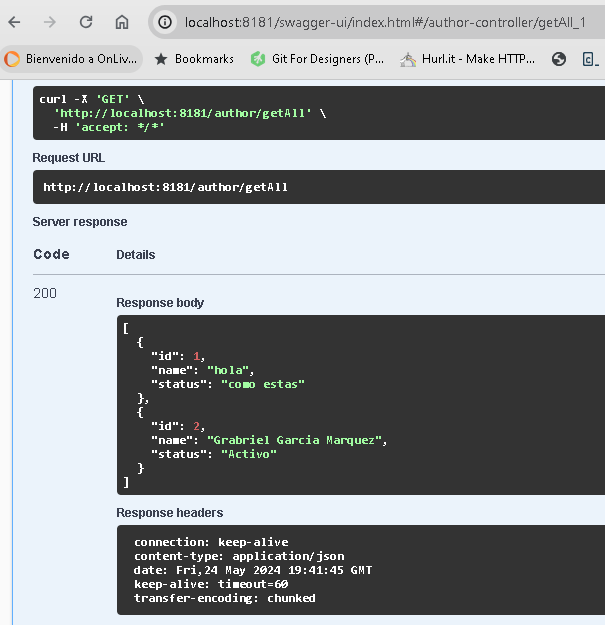 localhost:8181/swagger-ui/index.html#/author-controller/getAll_1
Bienvenido a OnLiv... Bookmarks Git For Designers (P... Hurl.it - Make HTTP...
curl -X 'GET' \
'http://localhost:8181/author/getAll' \
-H 'accept: */*'
Request URL
http://localhost:8181/author/getAll
Server response
Code Details
200
Response body
[
{
"id": 1,
"name": "hola",
"status": "como estas"
},
{
"id": 2,
"name": "Grabriel Garcia Marquez",
"status": "Activo"
}
]
Response headers
connection: keep-alive
content-type: application/json
date: Fri,24 May 2024 19:41:45 GMT
keep-alive: timeout=60
transfer-encoding: chunked